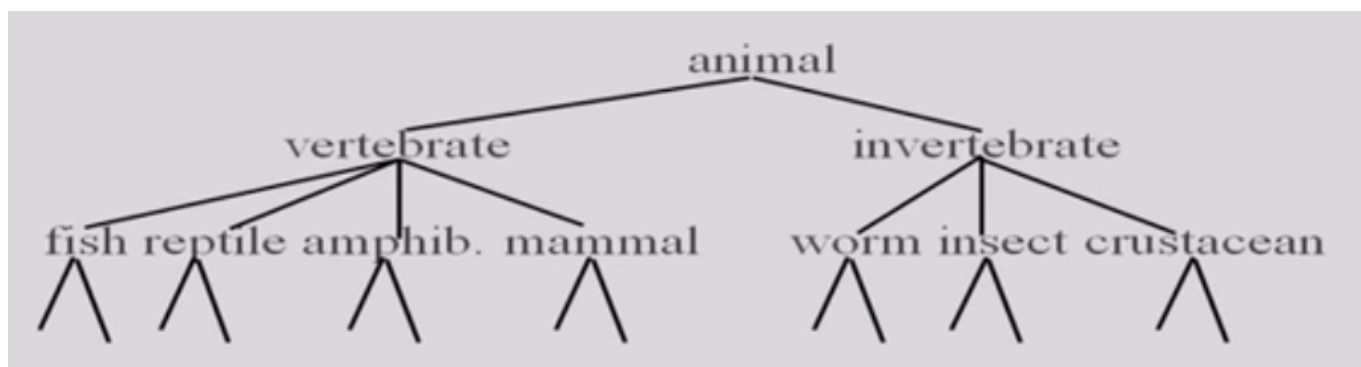 animal
vertebrate invertebrate
fish reptile amphib. mammal worm insect crustacean